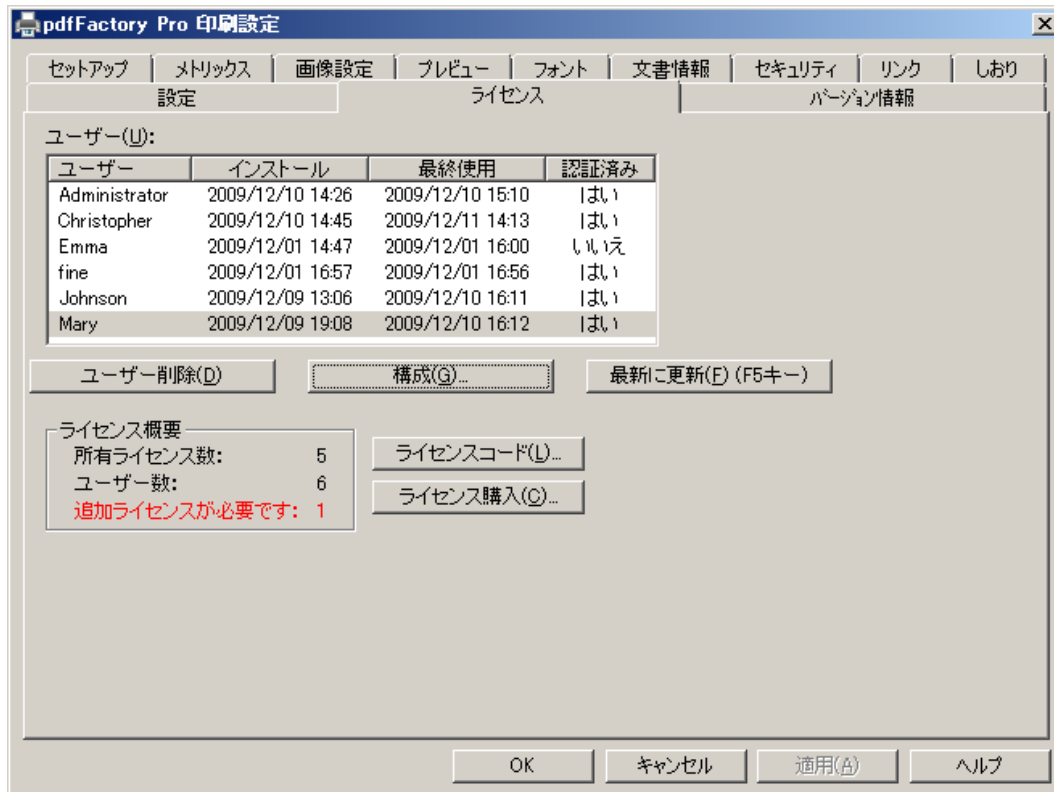 pdfFactory Pro 印刷設定
セットアップ メトリックス 画像設定 プレビュー フォント 文書情報 セキュリティ リンク しおり
設定 ライセンス バージョン情報
ユーザー(U):
ユーザー インストール 最終使用 認証済み
Administrator 2009/12/10 14:26 2009/12/10 15:10 はい
Christopher 2009/12/10 14:45 2009/12/11 14:13 はい
Emma 2009/12/01 14:47 2009/12/01 16:00 いいえ
fine 2009/12/01 16:57 2009/12/01 16:56 はい
Johnson 2009/12/09 13:06 2009/12/10 16:11 はい
Mary 2009/12/09 19:08 2009/12/10 16:12 はい
ユーザー削除(D) 構成(G)... 最新に更新(F) (F5キー)
ライセンス概要
所有ライセンス数: 5 ライセンスコード(L)...
ユーザー数: 6 ライセンス購入(C)...
追加ライセンスが必要です: 1
OK キャンセル 適用(A) ヘルプ